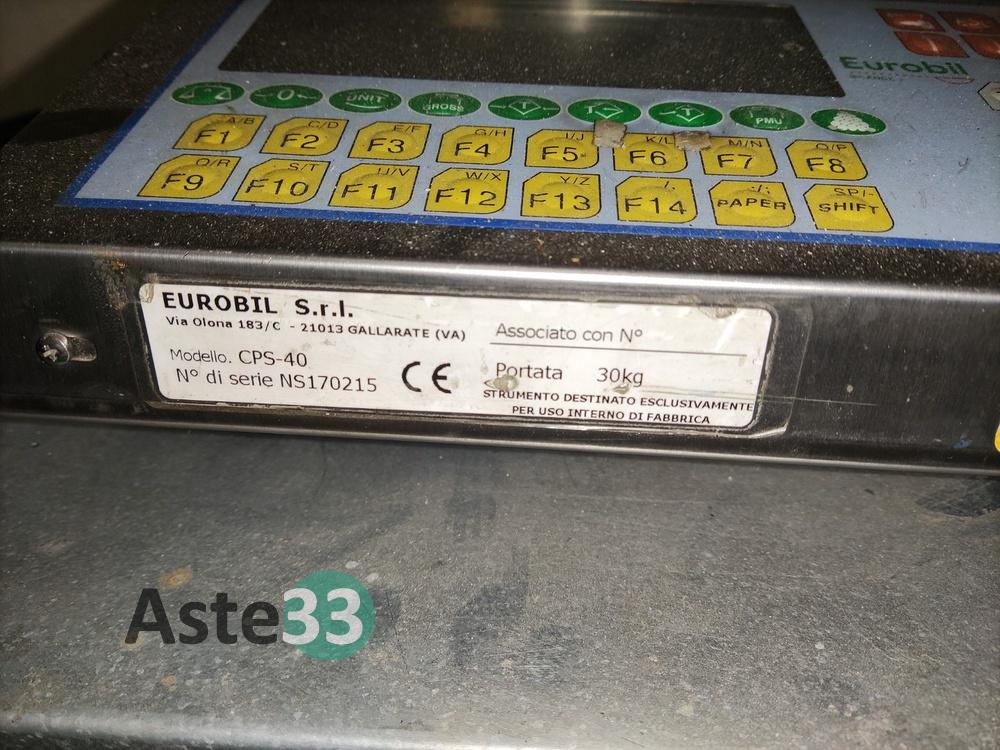 Eurobil
0
UNIT
GROSS
T
T
T
PMU
A/B
F1
C/D
F2
E/F
F3
G/H
F4
I/J
F5
K/L
F6
M/N
F7
O/P
F8
Q/R
F9
S/T
F10
U/V
F11
W/X
F12
Y/Z
F13
F14
PAPER
SP/-
SHIFT
EUROBIL S.r.l.
Via Olona 183/C - 21013 GALLARATE (VA)
Modello. CPS-40
N° di serie NS170215
CE
Associato con N°
Portata 30kg
STRUMENTO DESTINATO ESCLUSIVAMENTE
PER USO INTERNO DI FABBRICA
Aste33